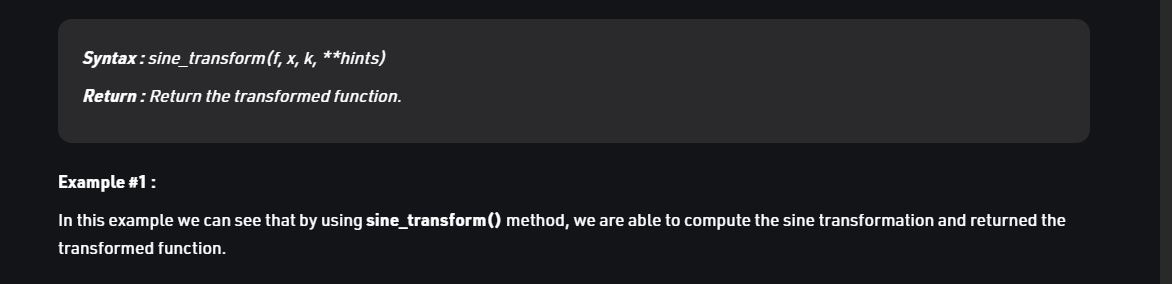 Syntax : sine_transform(f, x, k, **hints)
Return : Return the transformed function.
Example #1 :
In this example we can see that by using sine_transform() method, we are able to compute the sine transformation and returned the
transformed function.